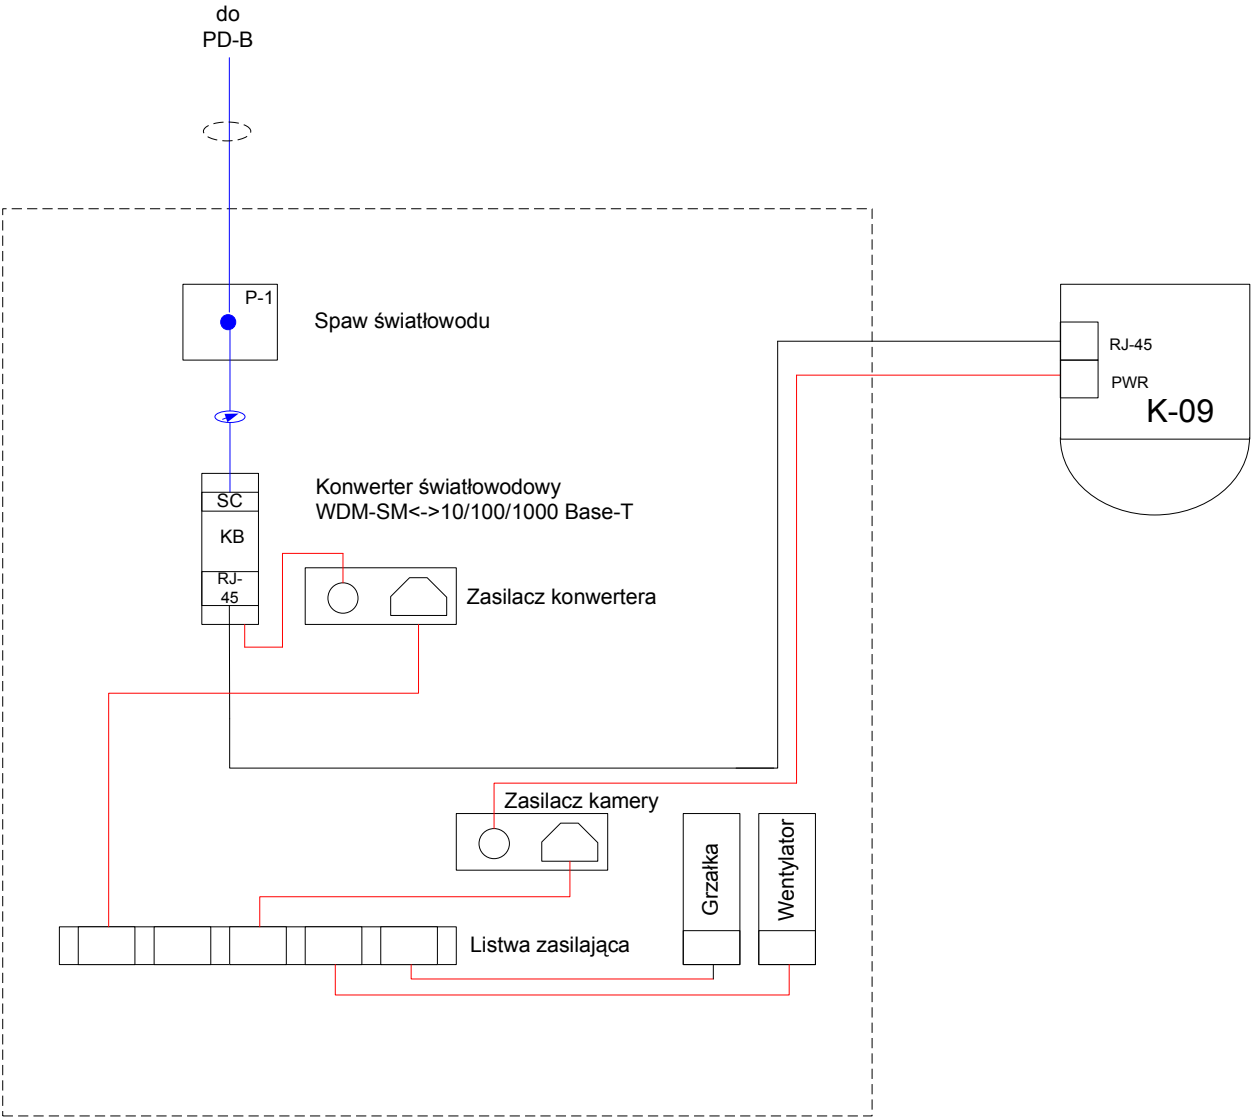 do
PD-B
P-1
Spaw światłowodu
RJ-45
PWR
K-09
SC
KB
RJ-
45
Konwerter światłowodowy
WDM-SM<->10/100/1000 Base-T
Zasilacz konwertera
Zasilacz kamery
Grzałka
Wentylator
Listwa zasilająca